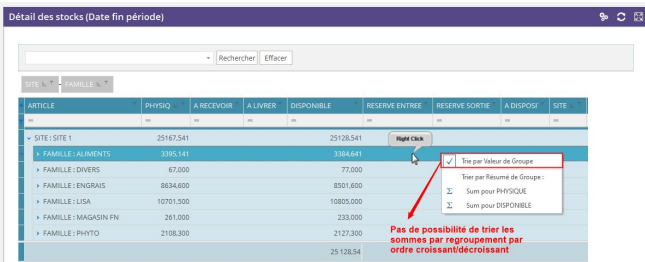 Détail des stocks (Date fin période)
Rechercher Effacer
SITE FAMILLE
ARTICLE PHYSIQ A RECEVOIR A LIVRER DISPONIBLE RESERVE ENTREE RESERVE SORTIE A DISPOSI SITE
= = = = = = = =
SITE : SITE 1 25167,541 25128,541
Right Click
FAMILLE : ALIMENTS 3395,141 3384,641
Trie par Valeur de Groupe
FAMILLE : DIVERS 67,000 77,000
Trier par Résumé de Groupe :
FAMILLE : ENGRAIS 8634,600 8501,600
Σ Sum pour PHYSIQUE
FAMILLE : LISA 10701,500 10805,000
Σ Sum pour DISPONIBLE
FAMILLE : MAGASIN FN 261,000 233,000
FAMILLE : PHYTO 2108,300 2127,300
Pas de possibilité de trier les
sommes par regroupement par
ordre croissant/décroissant
25 128,54